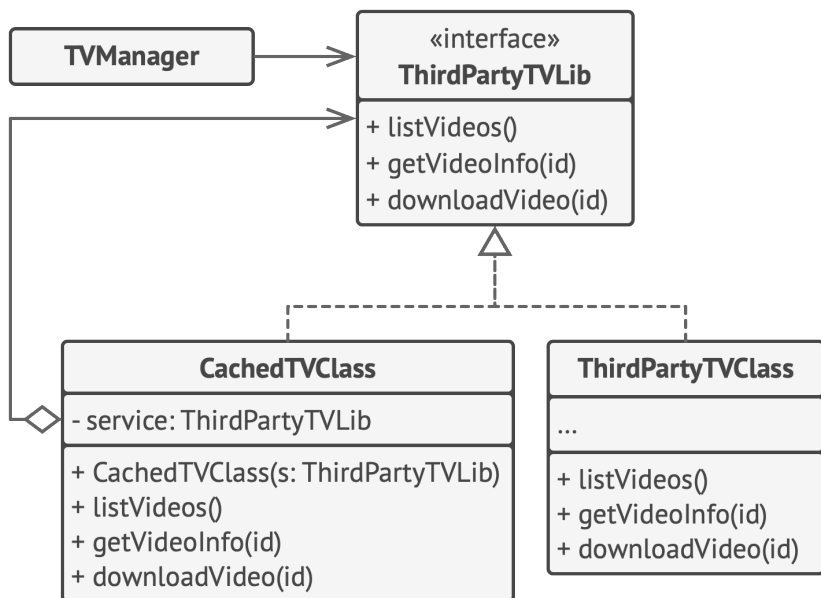 TVManager
«interface»
ThirdPartyTVLib
+ listVideos()
+ getVideoInfo(id)
+ downloadVideo(id)
CachedTVClass
- service: ThirdPartyTVLib
+ CachedTVClass(s: ThirdPartyTVLib)
+ listVideos()
+ getVideoInfo(id)
+ downloadVideo(id)
ThirdPartyTVClass
...
+ listVideos()
+ getVideoInfo(id)
+ downloadVideo(id)